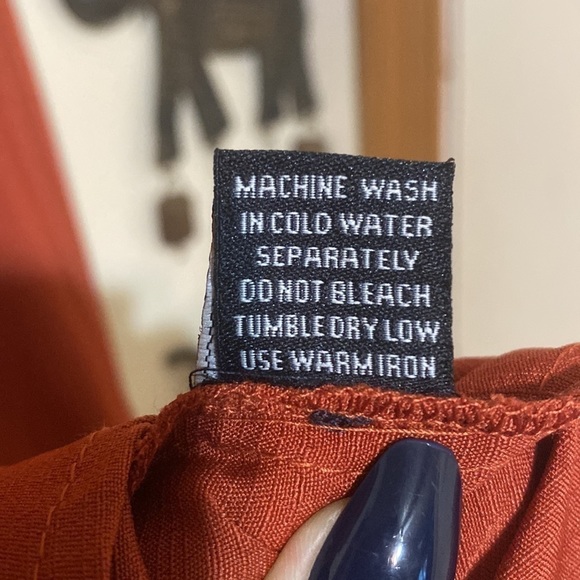 MACHINE WASH
IN COLD WATER
SEPARATELY
DO NOT BLEACH
TUMBLE DRY LOW
USE WARM IRON